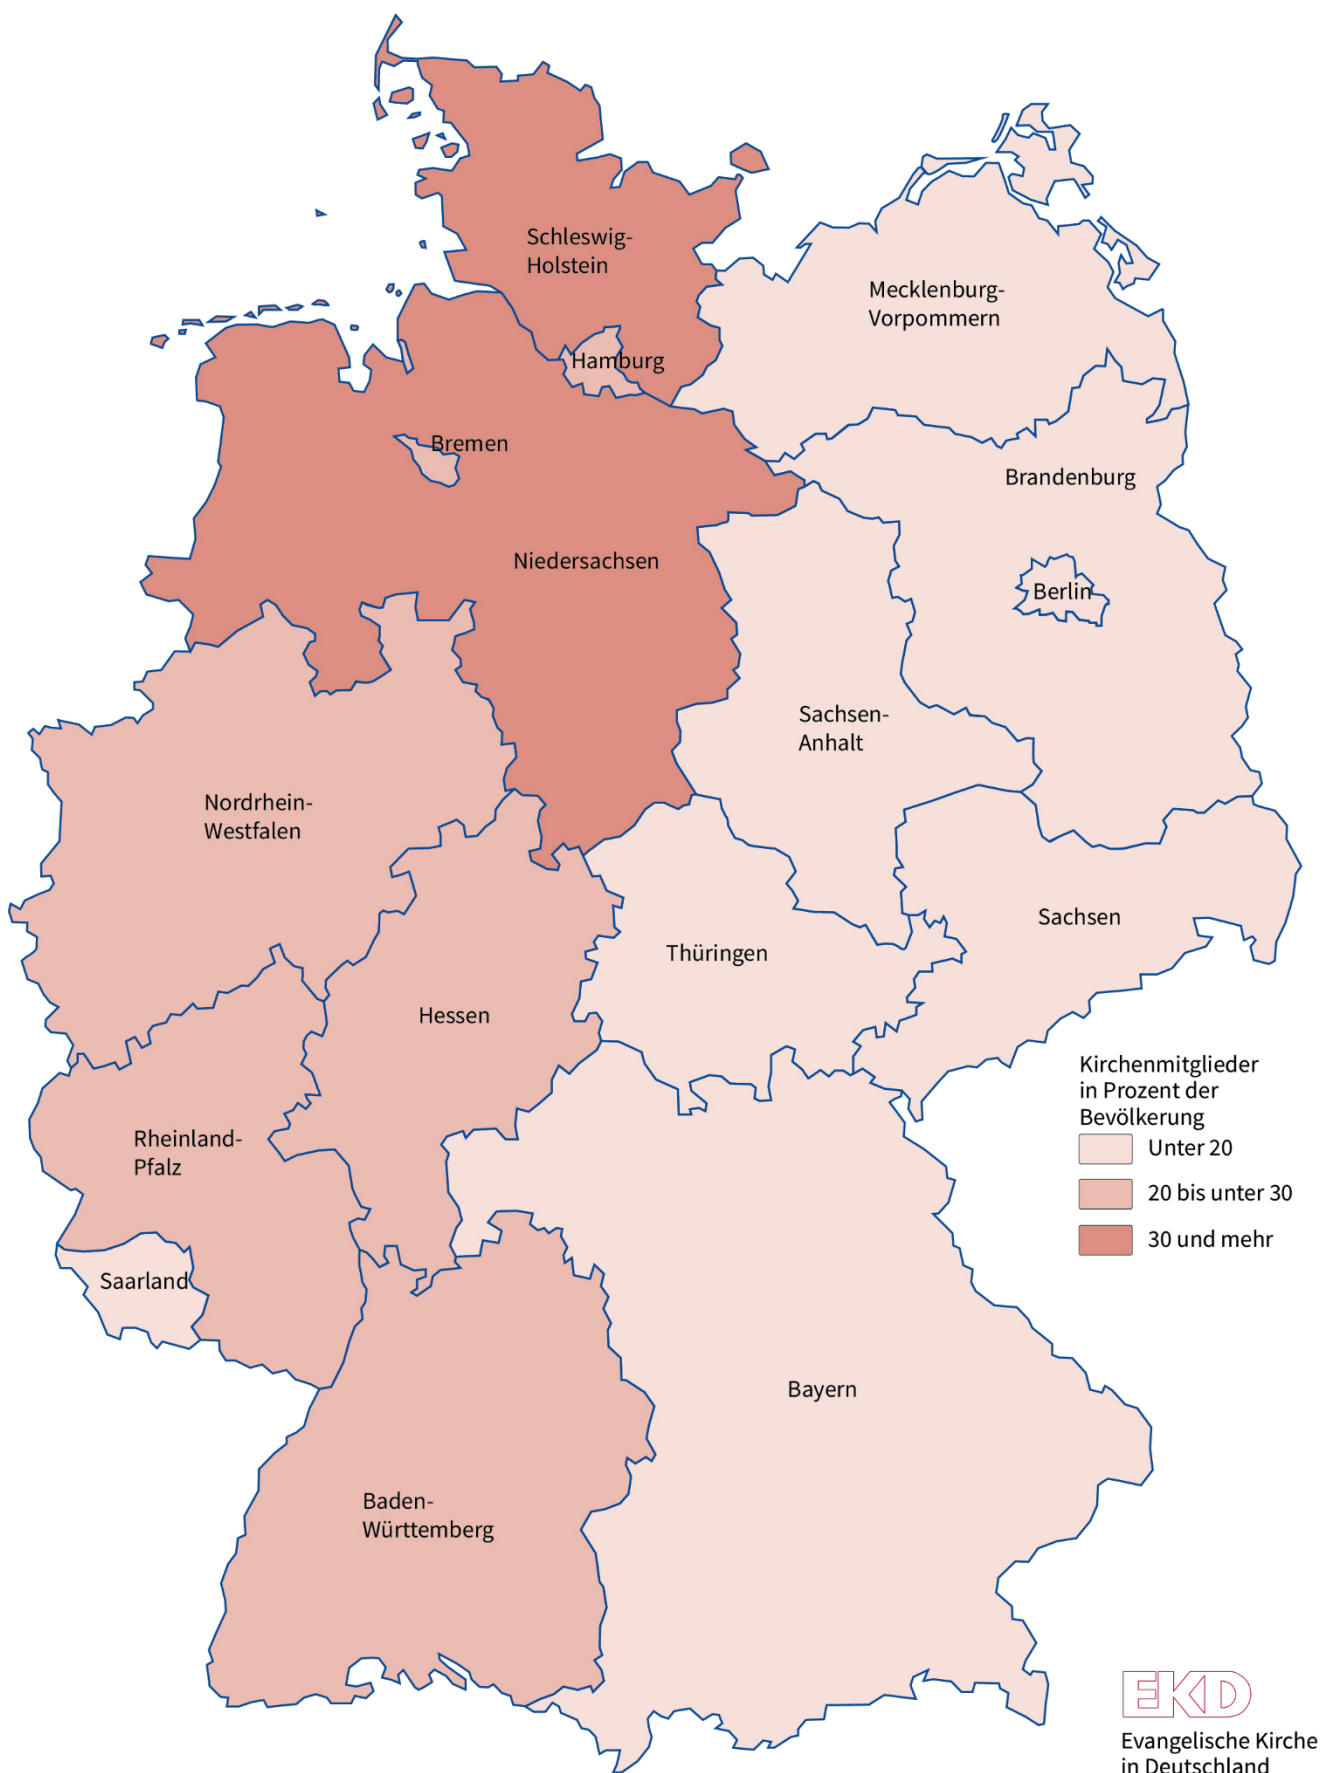 Schleswig-
Holstein
Mecklenburg-
Vorpommern
Hamburg
Bremen
Brandenburg
Niedersachsen
Berlin
Sachsen-
Anhalt
Nordrhein-
Westfalen
Sachsen
Thüringen
Hessen
Kirchenmitglieder
in Prozent der
Bevölkerung
Unter 20
20 bis unter 30
30 und mehr
Rheinland-
Pfalz
Saarland
Bayern
Baden-
Württemberg
EKD
Evangelische Kirche
in Deutschland